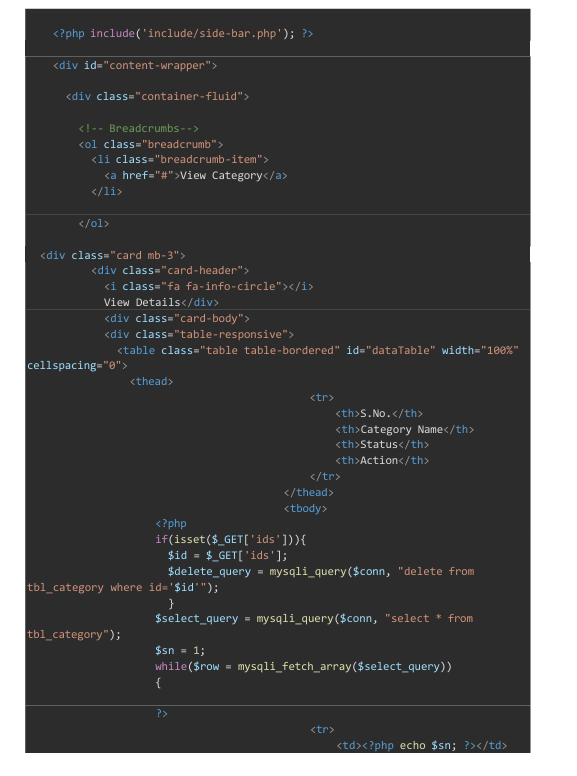 <?php include('include/side-bar.php'); ?>
<div id="content-wrapper">
<div class="container-fluid">
<!-- Breadcrumbs-->
<ol class="breadcrumb">
<li class="breadcrumb-item">
<a href="#">View Category</a>
</li>
</ol>
<div class="card mb-3">
<div class="card-header">
<i class="fa fa-info-circle"></i>
View Details</div>
<div class="card-body">
<div class="table-responsive">
<table class="table table-bordered" id="dataTable" width="100%"
cellspacing="0">
<thead>
<tr>
<th>S.No.</th>
<th>Category Name</th>
<th>Status</th>
<th>Action</th>
</tr>
</thead>
<tbody>
<?php
if(isset($_GET['ids'])){
$id = $_GET['ids'];
$delete_query = mysqli_query($conn, "delete from
tbl_category where id='$id'");
}
$select_query = mysqli_query($conn, "select * from
tbl_category");
$sn = 1;
while($row = mysqli_fetch_array($select_query))
{
?>
<tr>
<td><?php echo $sn; ?></td>